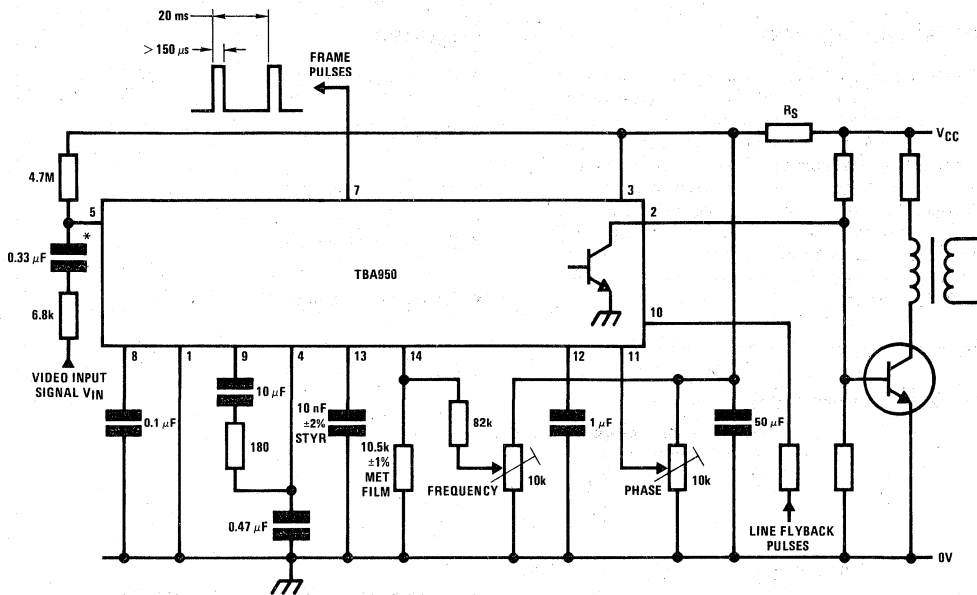 20 ms
> 150 µs
FRAME
PULSES
RS
VCC
4.7M
7
3
5
2
*
0.33 µF
TBA950
6.8k
10
8
1
9
4
13
14
12
11
VIDEO INPUT
SIGNAL VIN
10 µF
0.1 µF
10 nF
±2%
STYR
82k
1 µF
50 µF
180
10.5k
±1%
MET
FILM
FREQUENCY
10k
PHASE
10k
0.47 µF
LINE FLYBACK
PULSES
0V